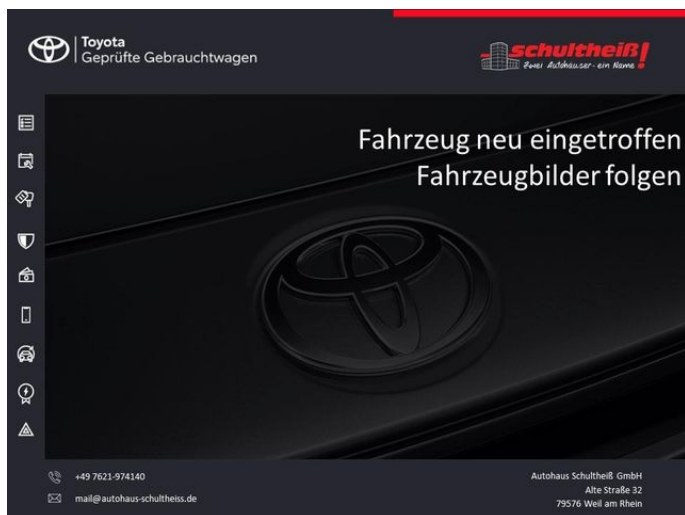 Toyota
Geprüfte Gebrauchtwagen
schultheiß!
Zwei Autohäuser - ein Name
Fahrzeug neu eingetroffen
Fahrzeugbilder folgen
+49 7621-974140
mail@autohaus-schultheiss.de
Autohaus Schultheiß GmbH
Alte Straße 32
79576 Weil am Rhein